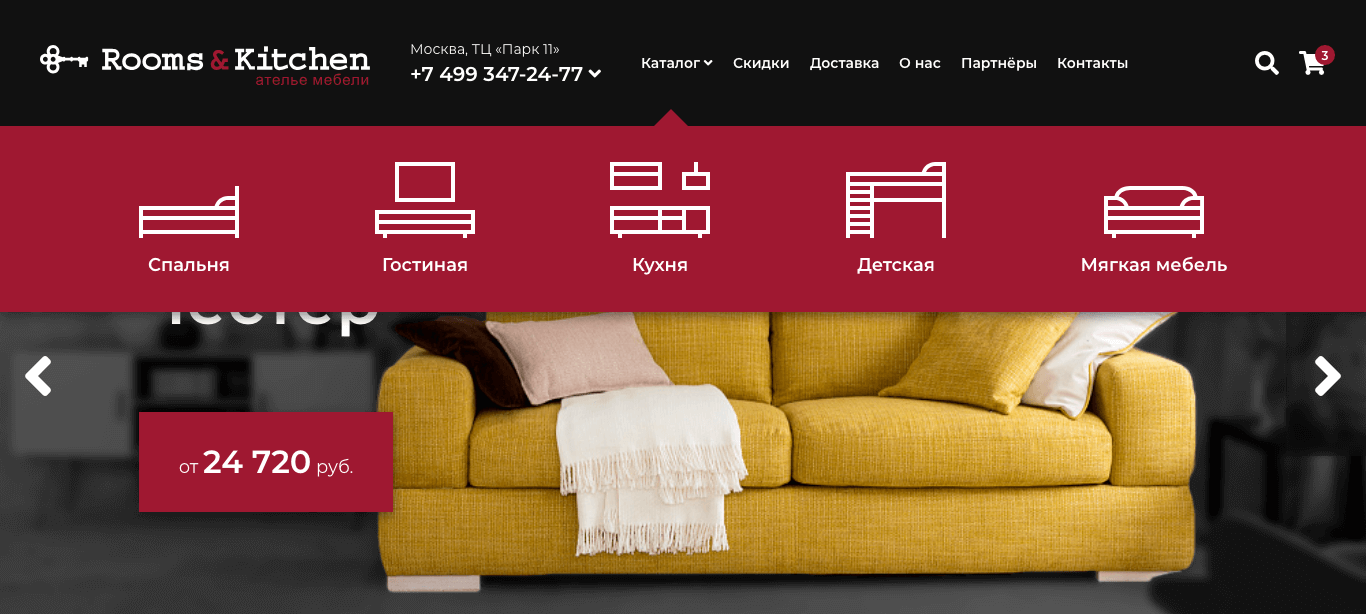 Rooms & Kitchen
ателье мебели
Москва, ТЦ «Парк 11»
+7 499 347-24-77
Каталог Скидки Доставка О нас Партнёры Контакты
3
Спальня Гостиная Кухня Детская Мягкая мебель
от 24 720 руб.